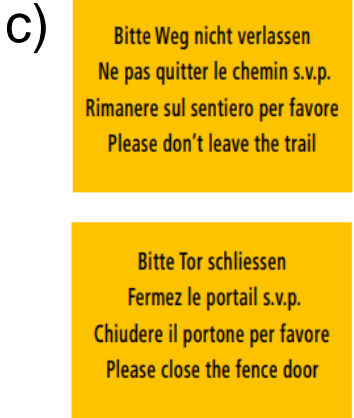 c)
Bitte Weg nicht verlassen
Ne pas quitter le chemin s.v.p.
Rimanere sul sentiero per favore
Please don't leave the trail
Bitte Tor schliessen
Fermez le portail s.v.p.
Chiudere il portone per favore
Please close the fence door